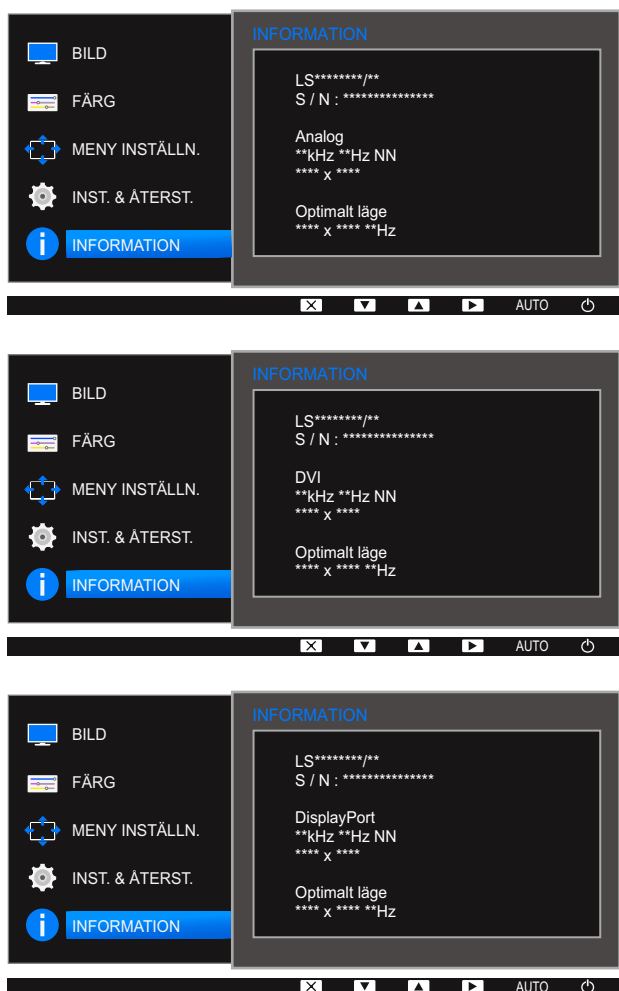 INFORMATION
BILD
FÄRG
MENY INSTÄLLN.
INST. & ÅTERST.
INFORMATION
LS********/**
S / N : ***************
Analog
**kHz **Hz NN
**** x ****
Optimalt läge
**** x **** **Hz
AUTO
INFORMATION
BILD
FÄRG
MENY INSTÄLLN.
INST. & ÅTERST.
INFORMATION
LS********/**
S / N : ***************
DVI
**kHz **Hz NN
**** x ****
Optimalt läge
**** x **** **Hz
AUTO
INFORMATION
BILD
FÄRG
MENY INSTÄLLN.
INST. & ÅTERST.
INFORMATION
LS********/**
S / N : ***************
DisplayPort
**kHz **Hz NN
**** x ****
Optimalt läge
**** x **** **Hz
AUTO